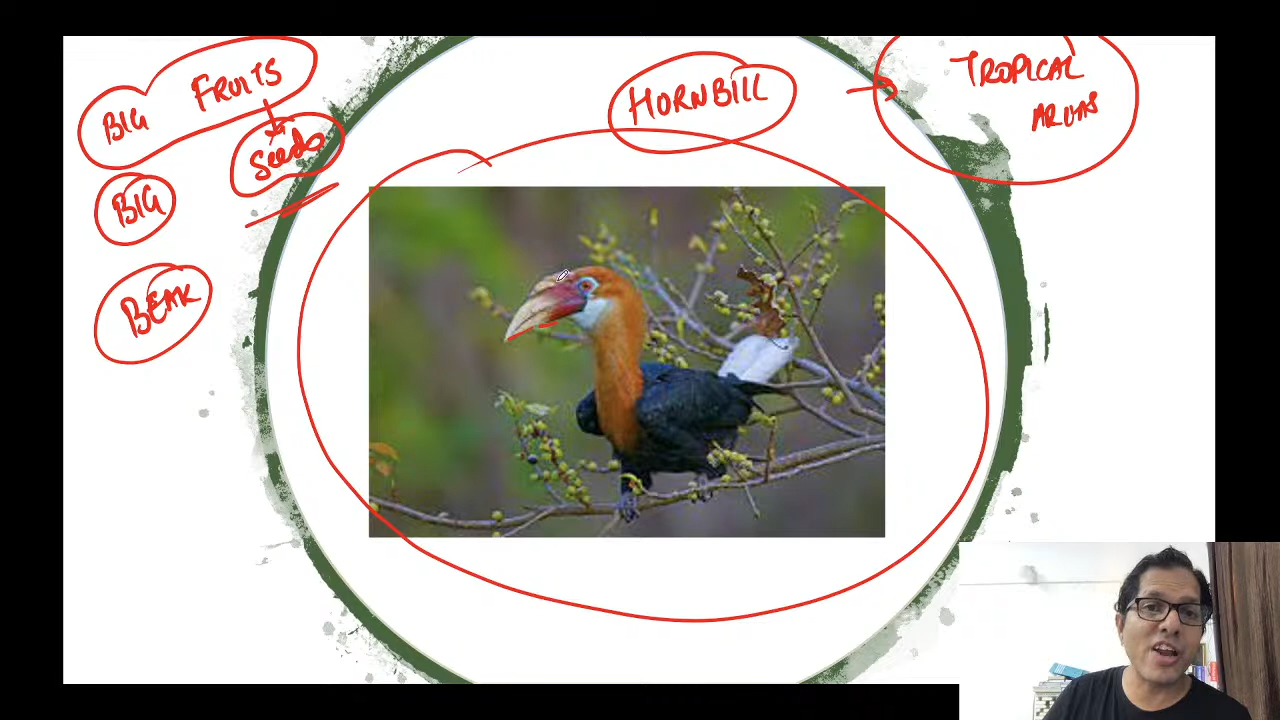 BIG FRUITS
Seeds
BIG
BEAK
HORNBILL
TROPICAL
AREAS